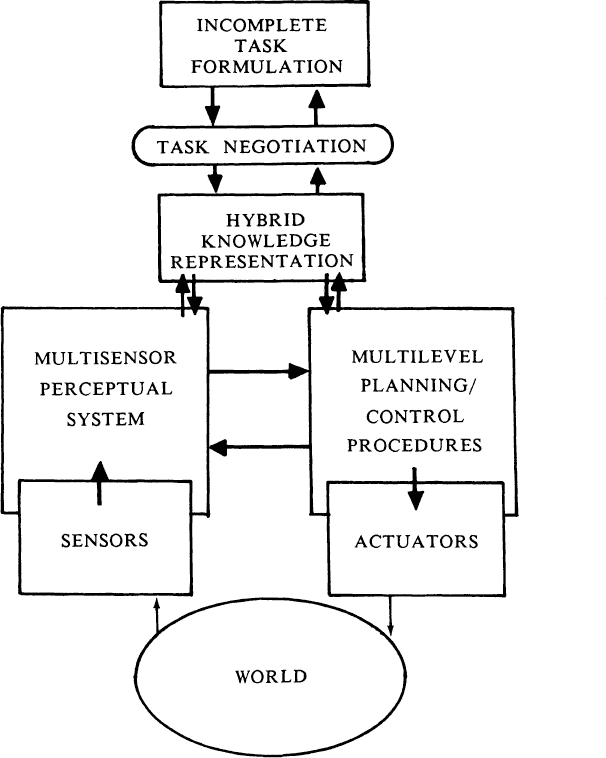 INCOMPLETE
TASK
FORMULATION
TASK NEGOTIATION
HYBRID
KNOWLEDGE
REPRESENTATION
MULTISENSOR
PERCEPTUAL
SYSTEM
MULTILEVEL
PLANNING/
CONTROL
PROCEDURES
SENSORS
ACTUATORS
WORLD